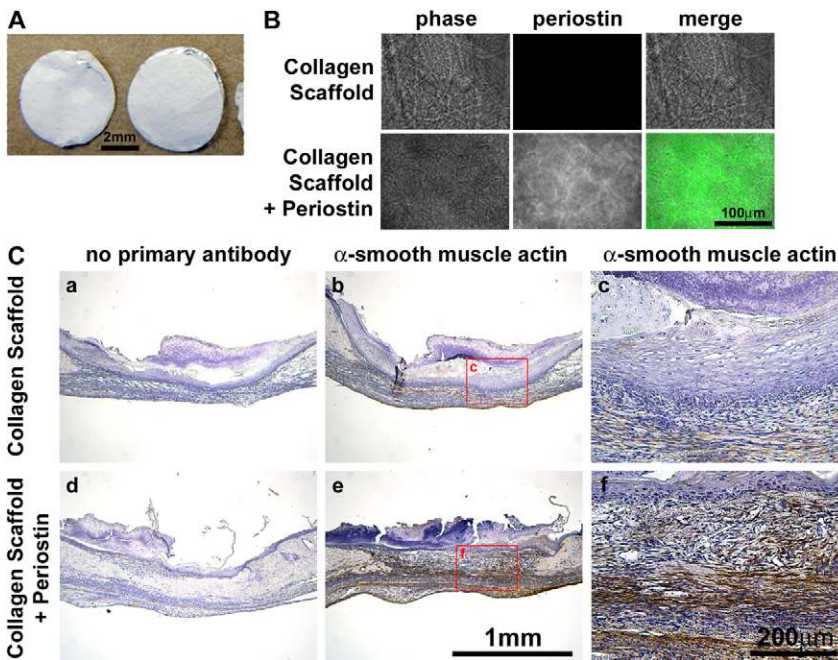 A
2mm
B
phase periostin merge
Collagen
Scaffold
Collagen
Scaffold
+ Periostin
100μm
C
no primary antibody α-smooth muscle actin α-smooth muscle actin
Collagen Scaffold
a b c
c
Collagen Scaffold
+ Periostin
d e f
f
1mm 200μm